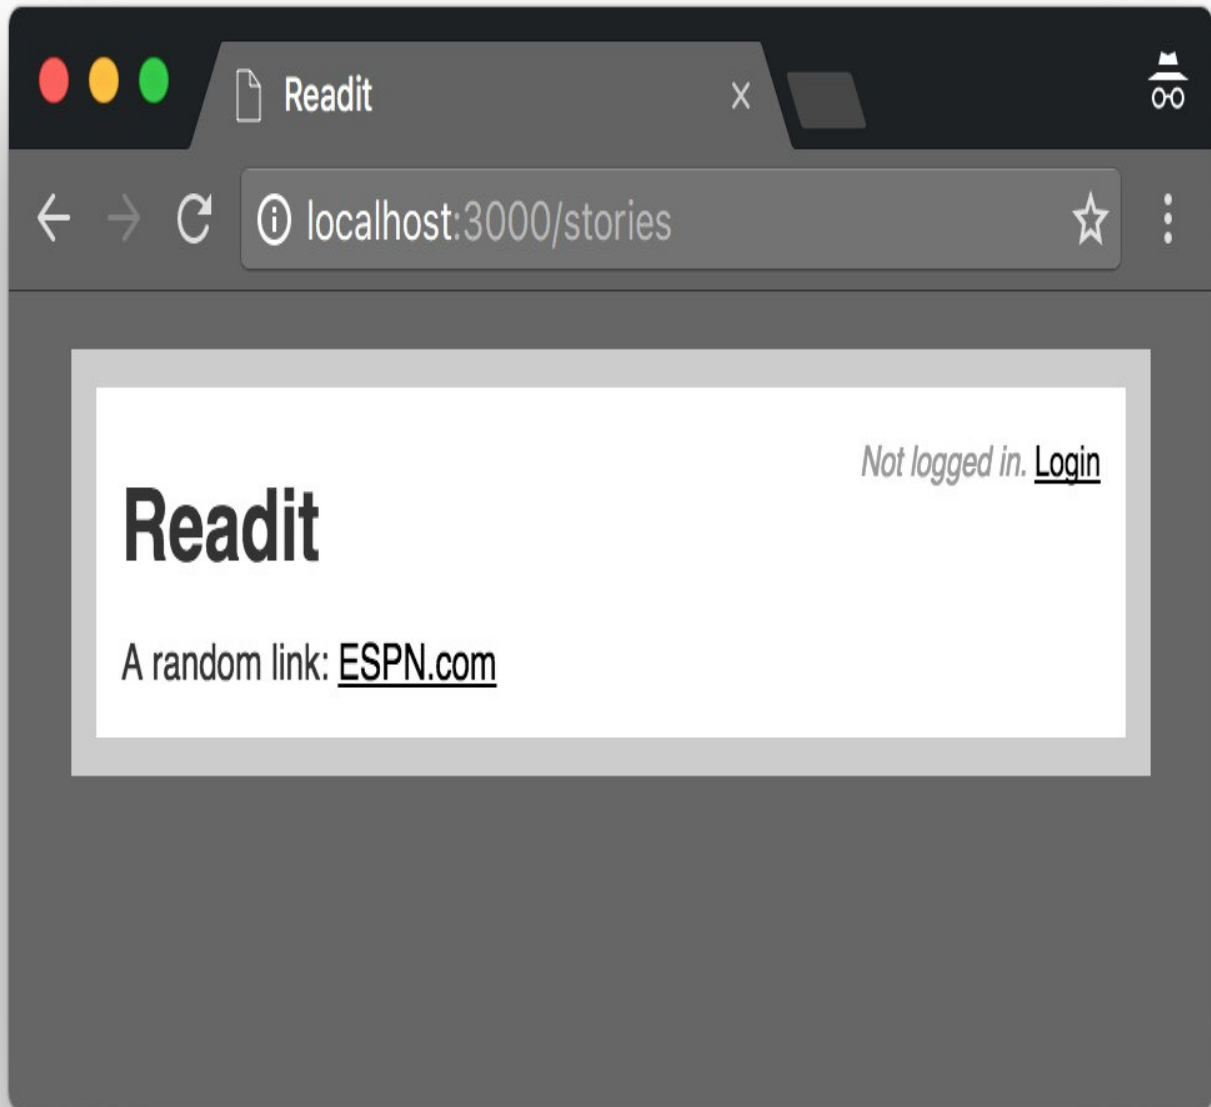 Readit
localhost:3000/stories
Not logged in. Login
Readit
A random link: ESPN.com